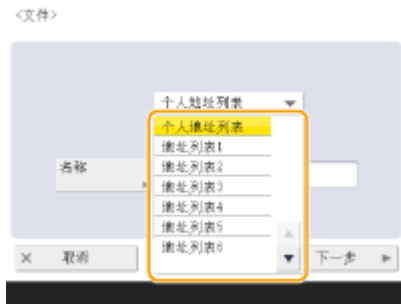 <文件>
个人地址列表
个人地址列表
地址列表1
地址列表2
名称
地址列表3
地址列表4
地址列表5
地址列表6
× 取消
下一步